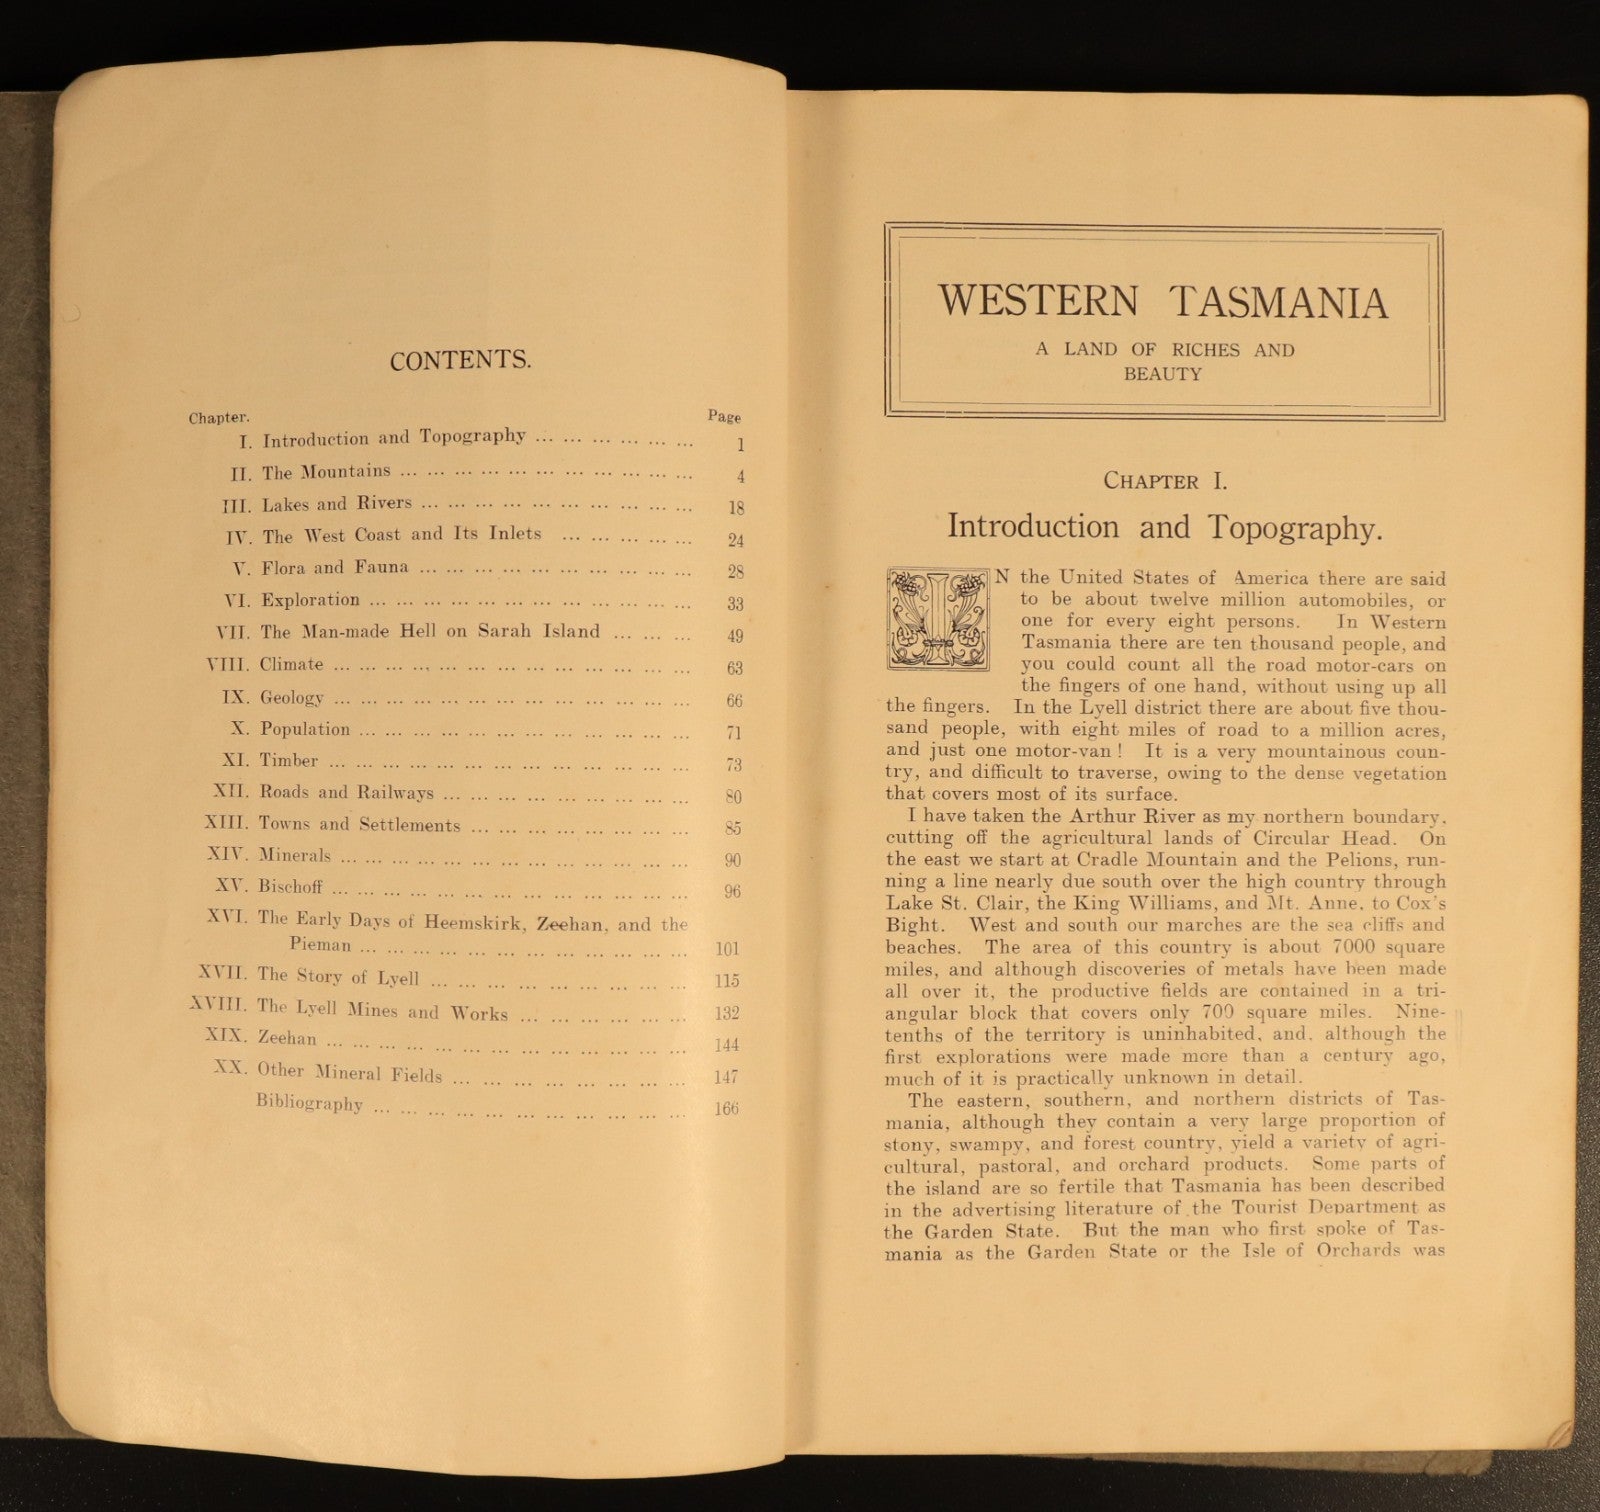 CONTENTS.
Chapter. Page
I. Introduction and Topography ... ... ... ... ... ... 1
II. The Mountains ... ... ... ... ... ... ... ... ... ... ... 4
III. Lakes and Rivers ... ... ... ... ... ... ... ... ... ... 18
IV. The West Coast and Its Inlets ... ... ... ... ... 24
V. Flora and Fauna ... ... ... ... ... ... ... ... ... ... 28
VI. Exploration ... ... ... ... ... ... ... ... ... ... ... ... 33
VII. The Man-made Hell on Sarah Island ... ... ... 49
VIII. Climate ... ... ... ... ... ... ... ... ... ... ... ... ... 63
IX. Geology ... ... ... ... ... ... ... ... ... ... ... ... ... 66
X. Population ... ... ... ... ... ... ... ... ... ... ... ... 71
XI. Timber ... ... ... ... ... ... ... ... ... ... ... ... ... 73
XII. Roads and Railways ... ... ... ... ... ... ... ... ... 80
XIII. Towns and Settlements ... ... ... ... ... ... ... ... 85
XIV. Minerals ... ... ... ... ... ... ... ... ... ... ... ... ... 90
XV. Bischoff ... ... ... ... ... ... ... ... ... ... ... ... ... 96
XVI. The Early Days of Heemskirk, Zeehan, and the
Pieman ... ... ... ... ... ... ... ... ... ... ... ... 101
XVII. The Story of Lyell ... ... ... ... ... ... ... ... ... 115
XVIII. The Lyell Mines and Works ... ... ... ... ... ... 132
XIX. Zeehan ... ... ... ... ... ... ... ... ... ... ... ... ... 144
XX. Other Mineral Fields ... ... ... ... ... ... ... ... 147
Bibliography ... ... ... ... ... ... ... ... ... ... ... 166
WESTERN TASMANIA
A LAND OF RICHES AND
BEAUTY
CHAPTER I.
Introduction and Topography.
IN the United States of America there are said
to be about twelve million automobiles, or
one for every eight persons. In Western
Tasmania there are ten thousand people, and
you could count all the road motor-cars on
the fingers of one hand, without using up all
the fingers. In the Lyell district there are about five thou-
sand people, with eight miles of road to a million acres,
and just one motor-van! It is a very mountainous coun-
try, and difficult to traverse, owing to the dense vegetation
that covers most of its surface.
I have taken the Arthur River as my northern boundary,
cutting off the agricultural lands of Circular Head. On
the east we start at Cradle Mountain and the Pelions, run-
ning a line nearly due south over the high country through
Lake St. Clair, the King Williams, and Mt. Anne, to Cox's
Bight. West and south our marches are the sea cliffs and
beaches. The area of this country is about 7000 square
miles, and although discoveries of metals have been made
all over it, the productive fields are contained in a tri-
angular block that covers only 700 square miles. Nine-
tenths of the territory is uninhabited, and, although the
first explorations were made more than a century ago,
much of it is practically unknown in detail.
The eastern, southern, and northern districts of Tas-
mania, although they contain a very large proportion of
stony, swampy, and forest country, yield a variety of agri-
cultural, pastoral, and orchard products. Some parts of
the island are so fertile that Tasmania has been described
in the advertising literature of the Tourist Department as
the Garden State. But the man who first spoke of Tas-
mania as the Garden State or the Isle of Orchards was